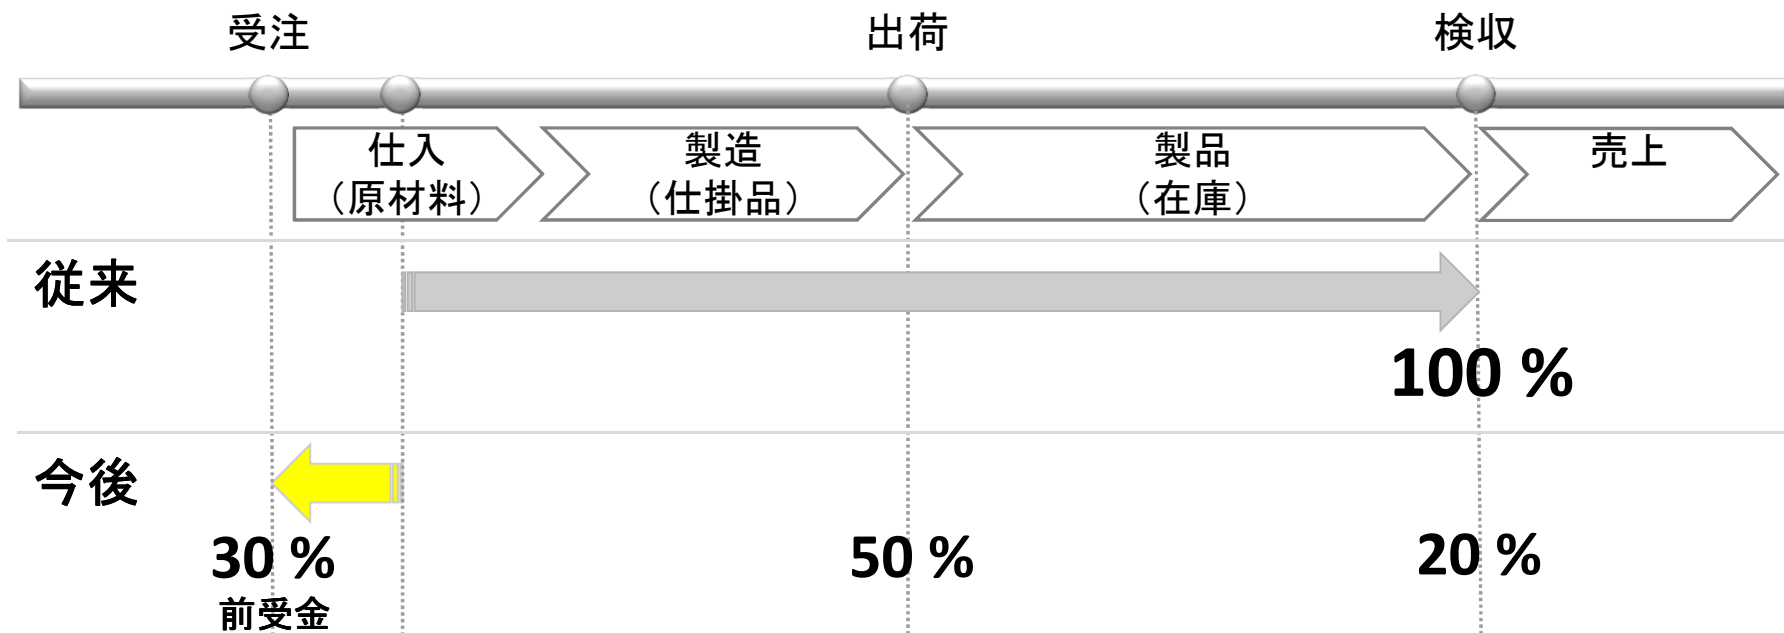 受注
出荷
検収
仕入
（原材料）
製造
（仕掛品）
製品
（在庫）
売上
従来
100 %
今後
30 %
前受金
50 %
20 %